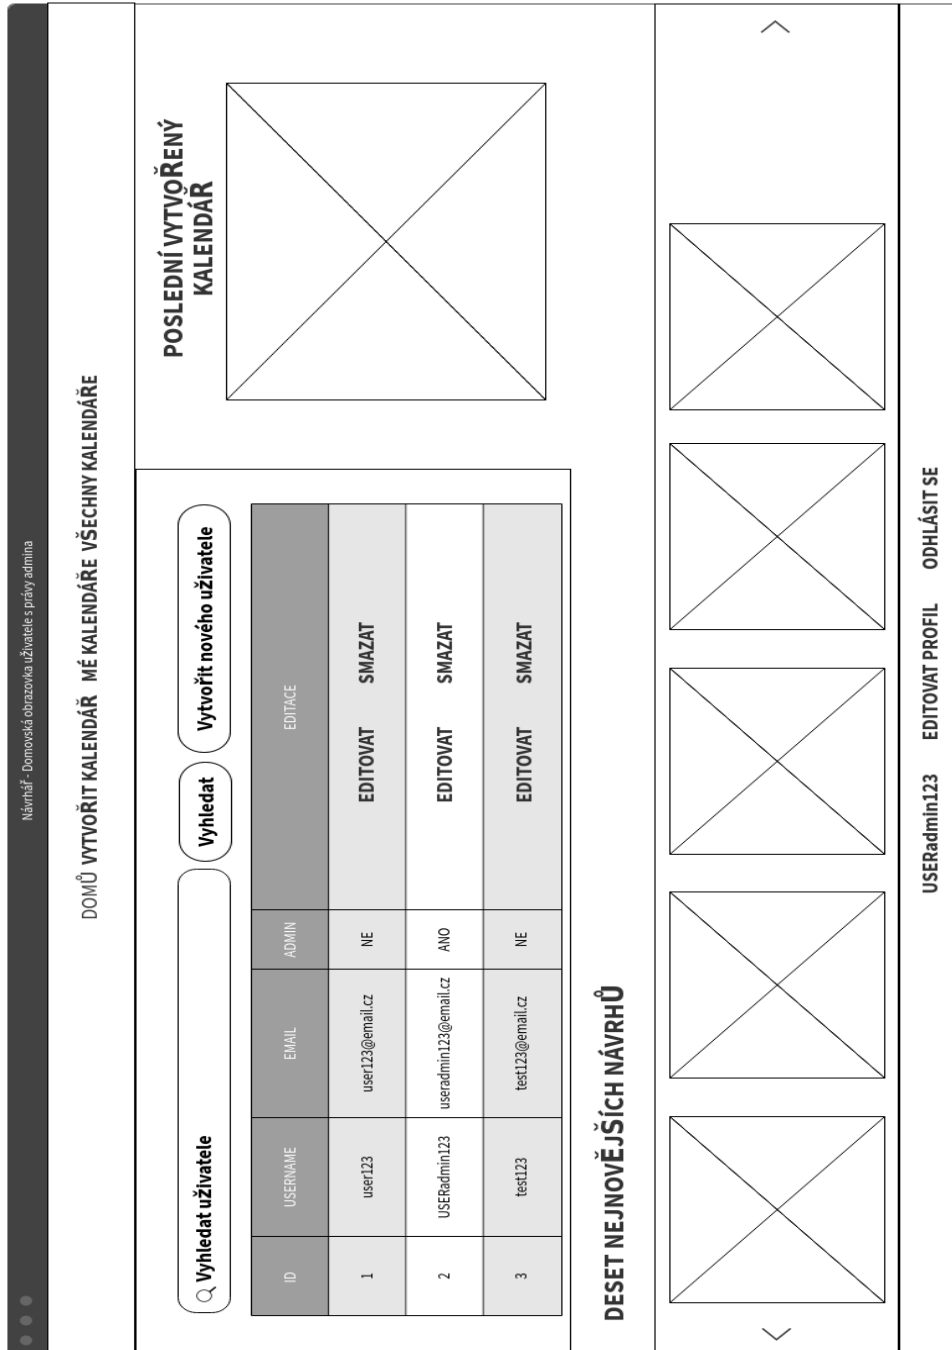 Návrhář - Domovská obrazovka uživatele s právy admina
DOMŮ VYTVOŘIT KALENDÁŘ MÉ KALENDÁŘE VŠECHNY KALENDÁŘE
Vyhledat uživatele Vyhledat Vytvořit nového uživatele
ID USERNAME EMAIL ADMIN EDITACE
1 user123 user123@email.cz NE EDITOVAT SMAZAT
2 USERadmin123 useradmin123@email.cz ANO EDITOVAT SMAZAT
3 test123 test123@email.cz NE EDITOVAT SMAZAT
POSLEDNÍ VYTVOŘENÝ
KALENDÁŘ
DESET NEJNOVĚJŠÍCH NÁVRHŮ
USERadmin123 EDITOVAT PROFIL ODHLÁSIT SE